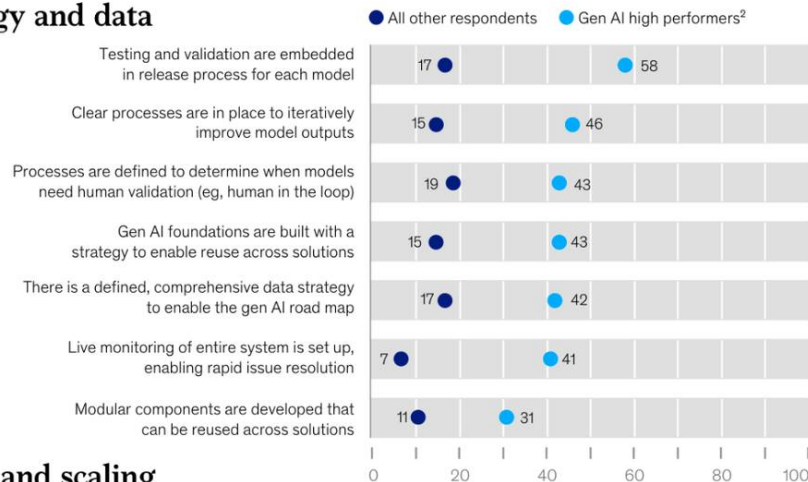 gy and data
All other respondents
Gen AI high performers²
Testing and validation are embedded
in release process for each model
17
58
Clear processes are in place to iteratively
improve model outputs
15
46
Processes are defined to determine when models
need human validation (eg, human in the loop)
19
43
Gen AI foundations are built with a
strategy to enable reuse across solutions
15
43
There is a defined, comprehensive data strategy
to enable the gen AI road map
17
42
Live monitoring of entire system is set up,
enabling rapid issue resolution
7
41
Modular components are developed that
can be reused across solutions
11
31
0 20 40 60 80 100
and scaling